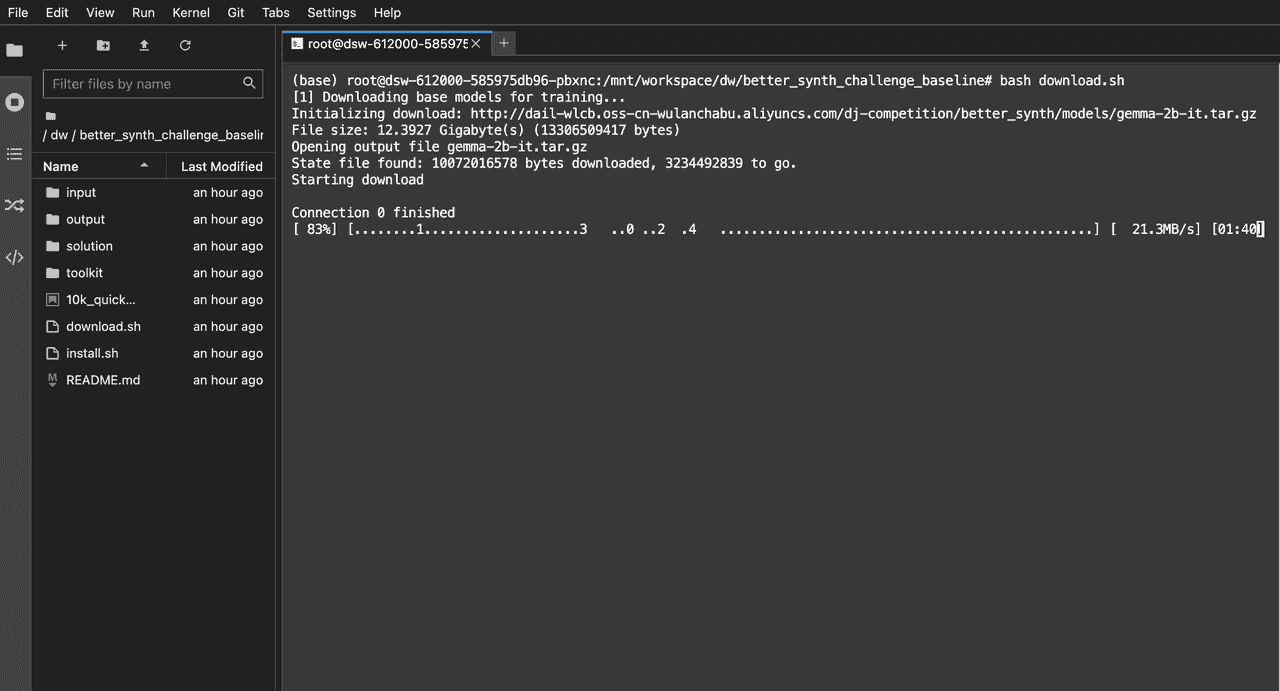 File Edit View Run Kernel Git Tabs Settings Help
root@dsw-612000-585975
Filter files by name
/ dw / better_synth_challenge_baselin
Name Last Modified
input an hour ago
output an hour ago
solution an hour ago
toolkit an hour ago
10k_quick... an hour ago
download.sh an hour ago
install.sh an hour ago
README.md an hour ago
(base) root@dsw-612000-585975db96-pbxnc:/mnt/workspace/dw/better_synth_challenge_baseline# bash download.sh
[1] Downloading base models for training...
Initializing download: http://dail-wlcb.oss-cn-wulanchabu.aliyuncs.com/dj-competition/better_synth/models/gemma-2b-it.tar.gz
File size: 12.3927 Gigabyte(s) (13306509417 bytes)
Opening output file gemma-2b-it.tar.gz
State file found: 10072016578 bytes downloaded, 3234492839 to go.
Starting download
Connection 0 finished
[ 83%] [........1....................3   ..0 ..2  .4   ................................................] [  21.3MB/s] [01:40]